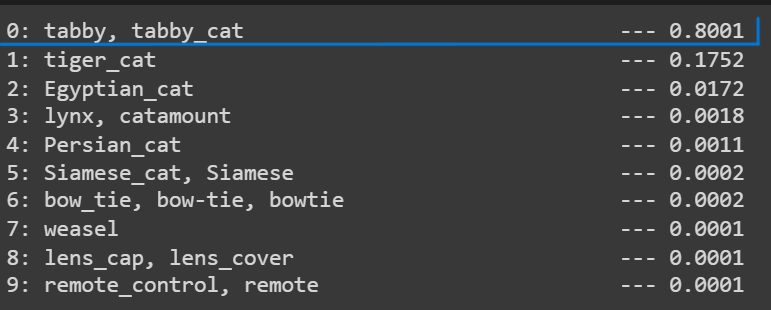 0: tabby, tabby_cat --- 0.8001
1: tiger_cat --- 0.1752
2: Egyptian_cat --- 0.0172
3: lynx, catamount --- 0.0018
4: Persian_cat --- 0.0011
5: Siamese_cat, Siamese --- 0.0002
6: bow_tie, bow-tie, bowtie --- 0.0002
7: weasel --- 0.0001
8: lens_cap, lens_cover --- 0.0001
9: remote_control, remote --- 0.0001